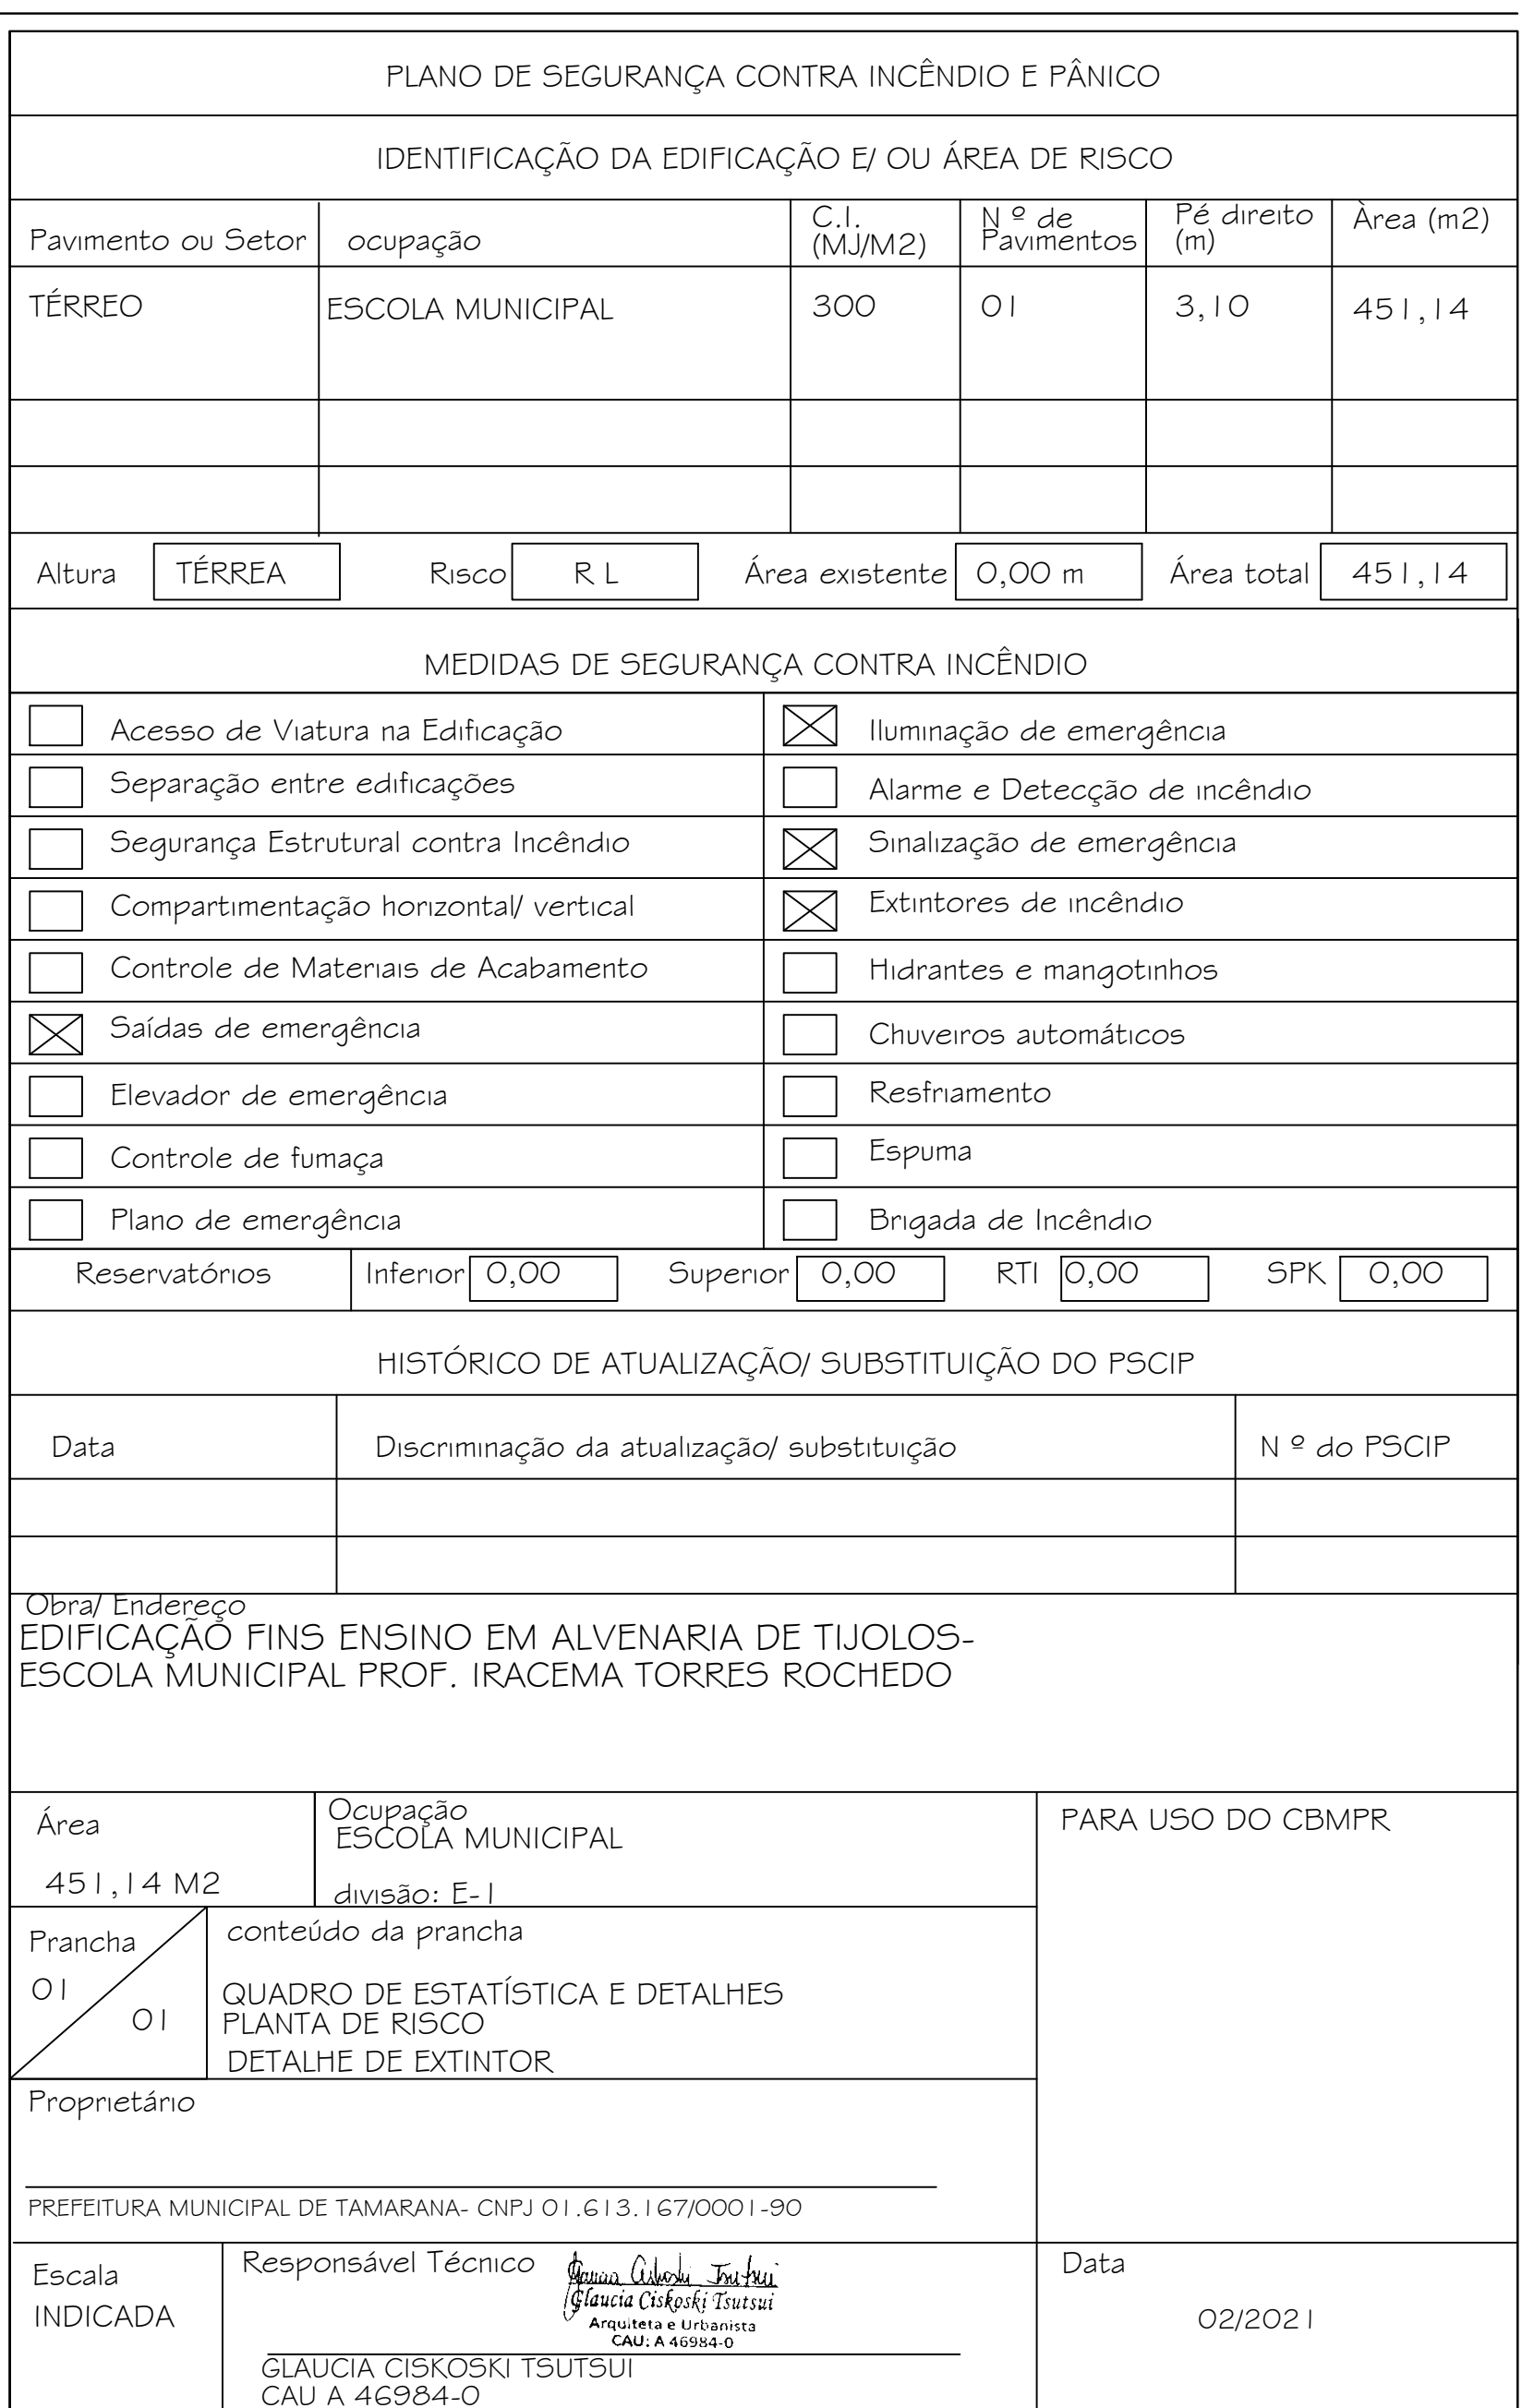 PLANO DE SEGURANÇA CONTRA INCÊNDIO E PÂNICO
IDENTIFICAÇÃO DA EDIFICAÇÃO E/ OU ÁREA DE RISCO
Pavimento ou Setor ocupação C.I. (MJ/M2) N º de Pavimentos Pé direito (m) Àrea (m2)
TÉRREO ESCOLA MUNICIPAL 300 01 3,10 451,14
Altura TÉRREA Risco R L Área existente 0,00 m Área total 451,14
MEDIDAS DE SEGURANÇA CONTRA INCÊNDIO
Acesso de Viatura na Edificação Iluminação de emergência
Separação entre edificações Alarme e Detecção de incêndio
Segurança Estrutural contra Incêndio Sinalização de emergência
Compartimentação horizontal/ vertical Extintores de incêndio
Controle de Materiais de Acabamento Hidrantes e mangotinhos
Saídas de emergência Chuveiros automáticos
Elevador de emergência Resfriamento
Controle de fumaça Espuma
Plano de emergência Brigada de Incêndio
Reservatórios Inferior 0,00 Superior 0,00 RTI 0,00 SPK 0,00
HISTÓRICO DE ATUALIZAÇÃO/ SUBSTITUIÇÃO DO PSCIP
Data Discriminação da atualização/ substituição N º do PSCIP
Obra/ Endereço
EDIFICAÇÃO FINS ENSINO EM ALVENARIA DE TIJOLOS-
ESCOLA MUNICIPAL PROF. IRACEMA TORRES ROCHEDO
Área
451,14 M2
Ocupação
ESCOLA MUNICIPAL
divisão: E-1
PARA USO DO CBMPR
Prancha
01
01
conteúdo da prancha
QUADRO DE ESTATÍSTICA E DETALHES
PLANTA DE RISCO
DETALHE DE EXTINTOR
Proprietário
PREFEITURA MUNICIPAL DE TAMARANA- CNPJ 01.613.167/0001-90
Escala
INDICADA
Responsável Técnico
Glaucia Ciskoski Tsutsui
Glaucia Ciskoski Tsutsui
Arquiteta e Urbanista
CAU: A 46984-0
GLAUCIA CISKOSKI TSUTSUI
CAU A 46984-0
Data
02/2021